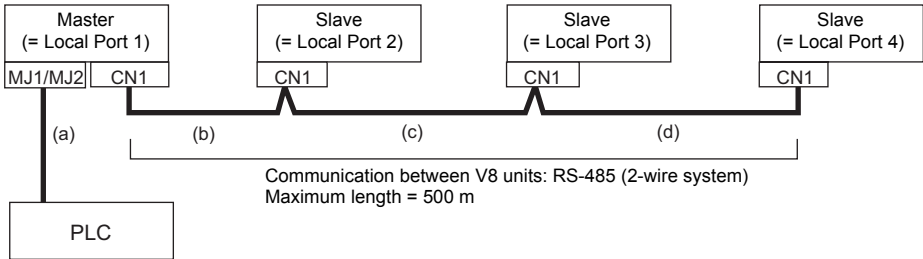 Master
(= Local Port 1)
Slave
(= Local Port 2)
Slave
(= Local Port 3)
Slave
(= Local Port 4)
MJ1/MJ2
CN1
CN1
CN1
CN1
(a)
(b)
(c)
(d)
Communication between V8 units: RS-485 (2-wire system)
Maximum length = 500 m
PLC